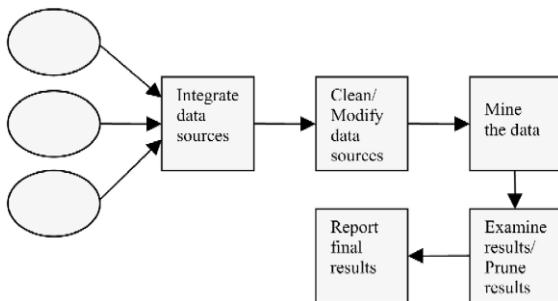 Integrate
data
sources
Clean/
Modify
data
sources
Mine
the data
Report
final
results
Examine
results/
Prune
results